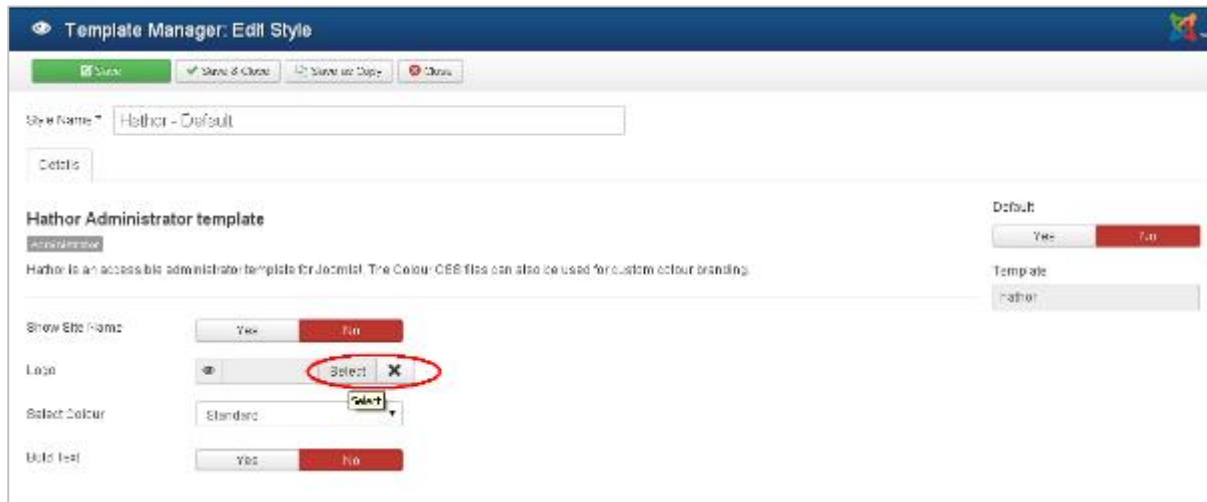 Template Manager: Edit Style
Save Save & Close Save as Copy Close
Style Name * Hathor - Default
Details
Hathor Administrator template
Administrator
Hathor is an accessible administrator template for Joomla!. The Colour CSS files can also be used for custom colour branding.
Default
Yes No
Template
hathor
Show Site Name Yes No
Logo Select
Select
Select Colour Standard
Bold Text Yes No